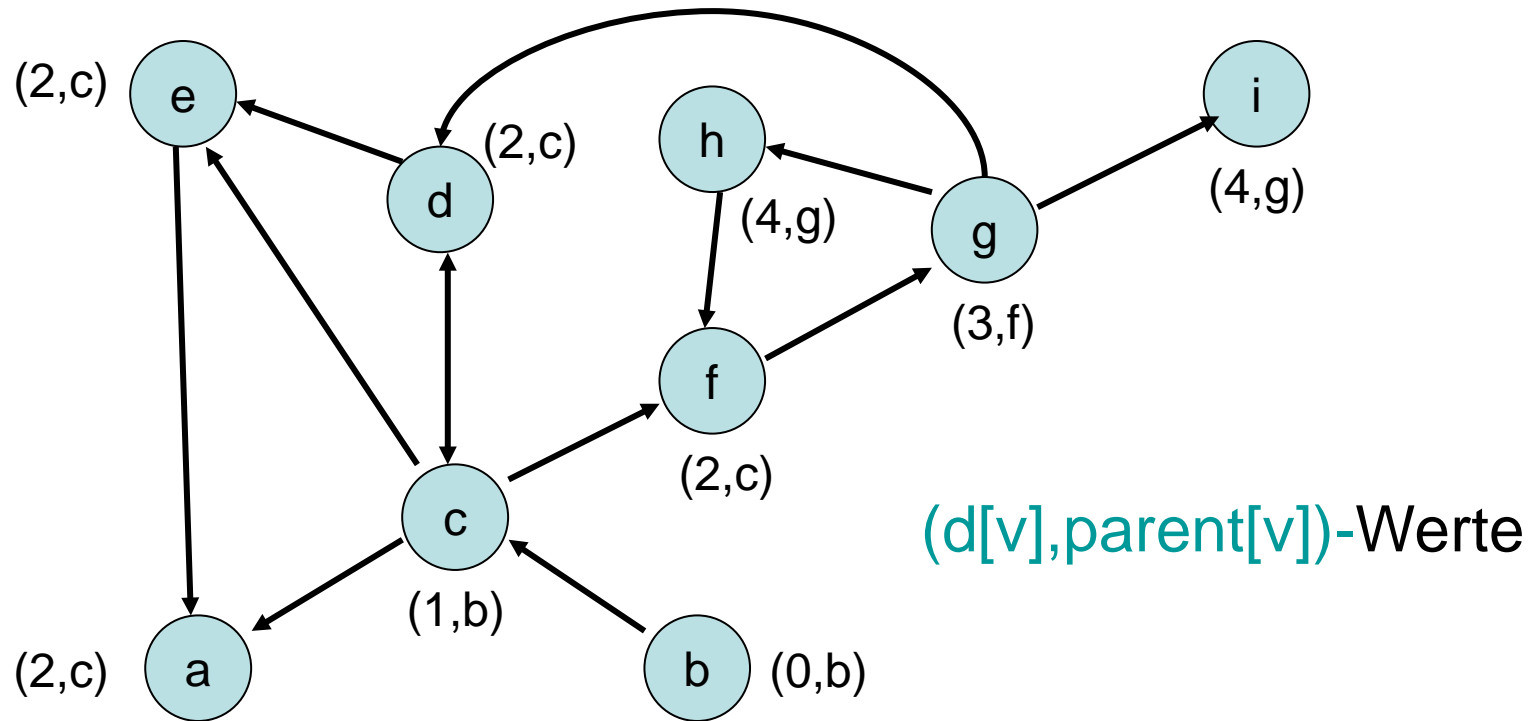 (2,c)
e
i
h
(2,c)
d
(4,g)
(4,g)
g
(3,f)
f
(2,c)
c
(d[v],parent[v])-Werte
(1,b)
(2,c)
a
b
(0,b)